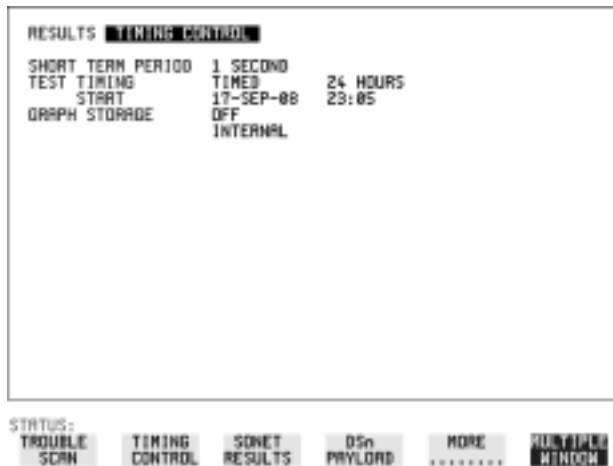 RESULTS TIMING CONTROL
SHORT TERM PERIOD 1 SECOND
TEST TIMING TIMED 24 HOURS
START 17-SEP-08 23:05
GRAPH STORAGE OFF
INTERNAL
STATUS:
TROUBLE SCAN TIMING CONTROL SONET RESULTS DSn PAYLOAD MORE ........ MULTIPLE WINDOW